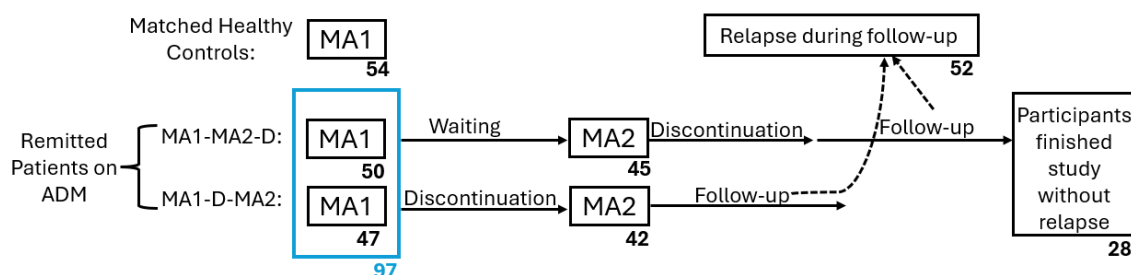 Matched Healthy
Controls:
MA1
54
Relapse during follow-up
52
Remitted
Patients on
ADM
MA1-MA2-D:
MA1
50
Waiting
MA2
45
Discontinuation
Follow-up
MA1-D-MA2:
MA1
47
Discontinuation
MA2
42
Follow-up
97
Participants
finished
study
without
relapse
28